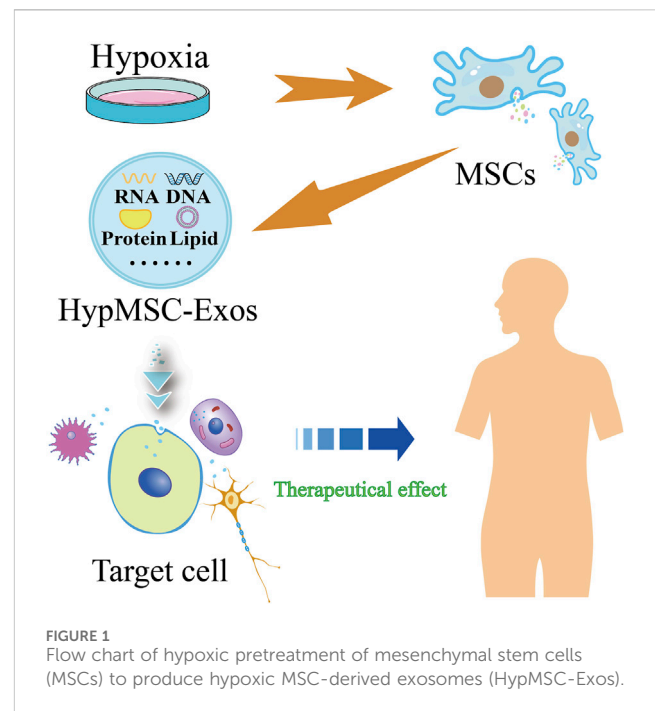 Hypoxia
MSCs
RNA DNA
Protein Lipid
......
HypMSC-Exos
Therapeutical effect
Target cell
FIGURE 1
Flow chart of hypoxic pretreatment of mesenchymal stem cells
(MSCs) to produce hypoxic MSC-derived exosomes (HypMSC-Exos).